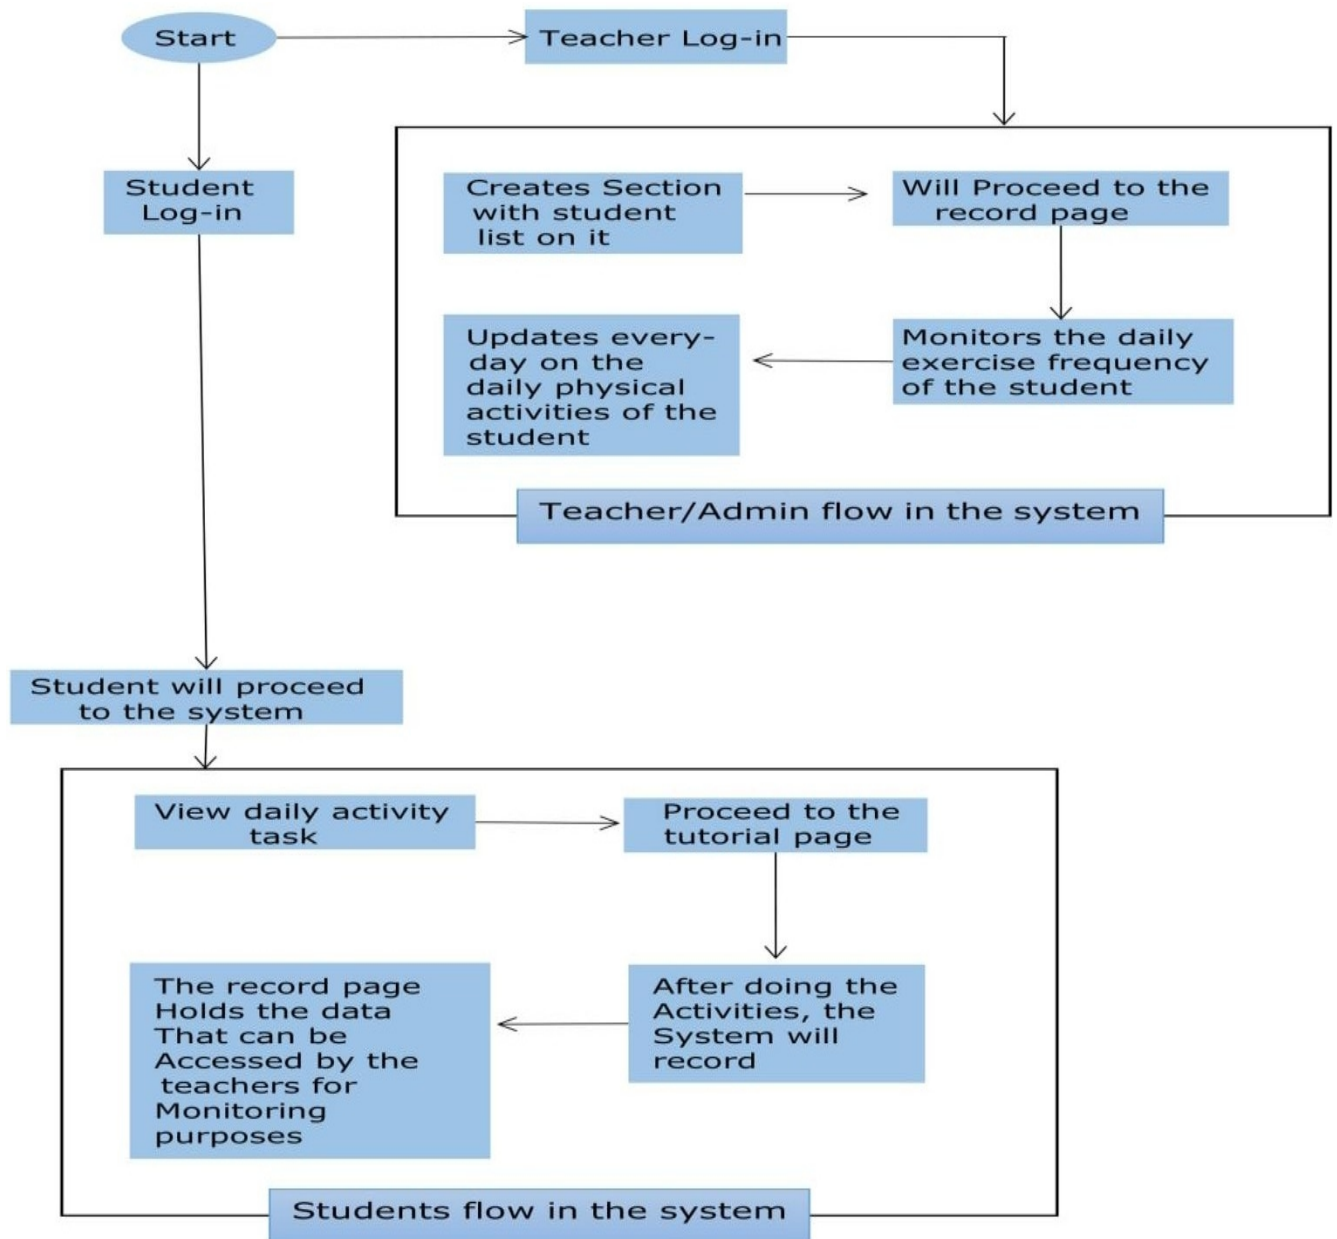 Start
Teacher Log-in
Student
Log-in
Creates Section
with student
list on it
Will Proceed to the
record page
Updates every-
day on the
daily physical
activities of the
student
Monitors the daily
exercise frequency
of the student
Teacher/Admin flow in the system
Student will proceed
to the system
View daily activity
task
Proceed to the
tutorial page
The record page
Holds the data
That can be
Accessed by the
teachers for
Monitoring
purposes
After doing the
Activities, the
System will
record
Students flow in the system